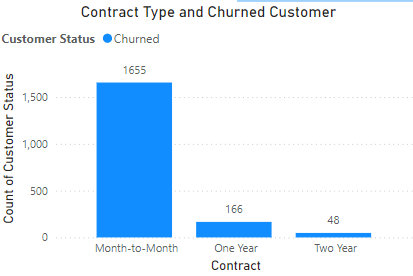 Contract Type and Churned Customer
Customer Status Churned
Count of Customer Status
1,500
1,000
500
0
1655
166
48
Month-to-Month One Year Two Year
Contract